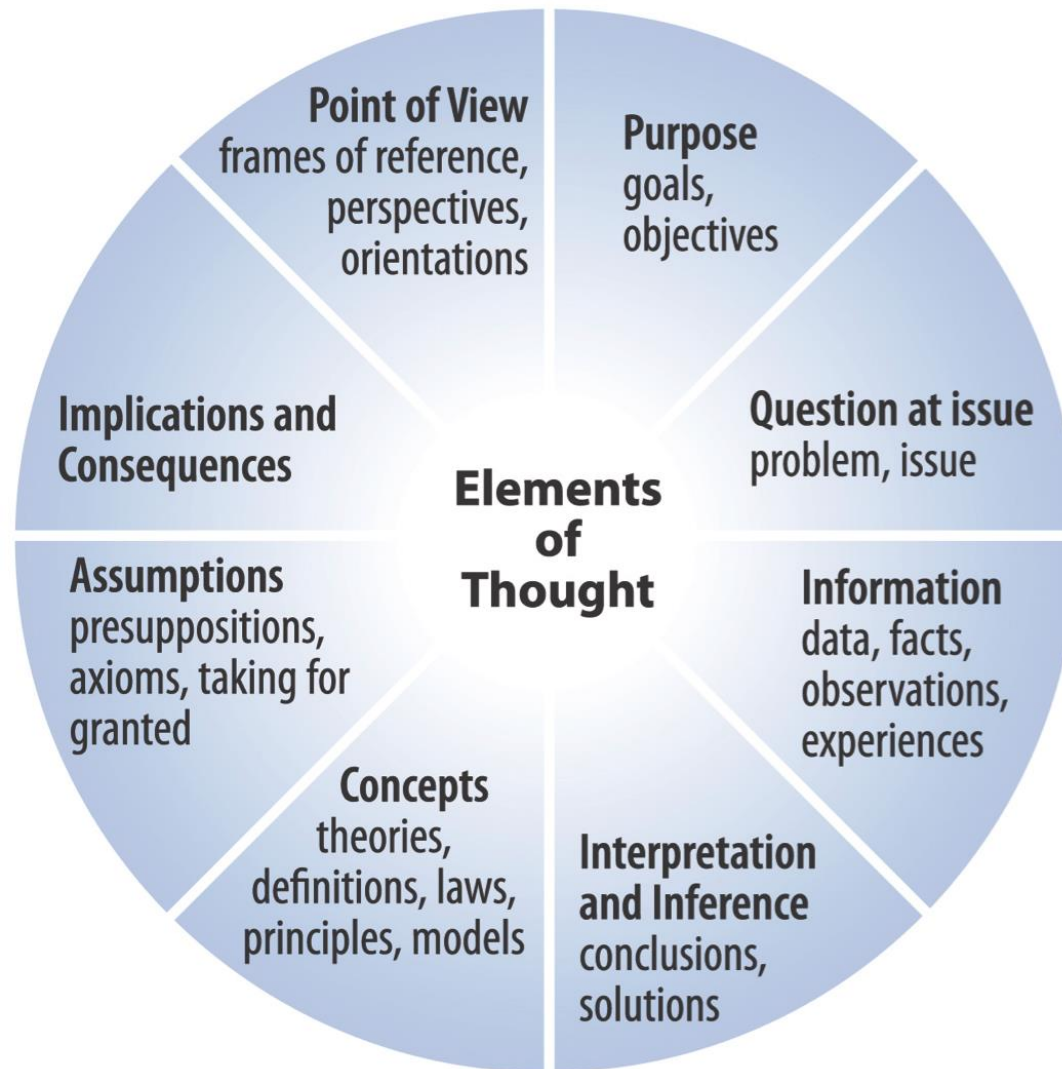 Elements
of
Thought
Point of View
frames of reference,
perspectives,
orientations
Purpose
goals,
objectives
Question at issue
problem, issue
Information
data, facts,
observations,
experiences
Interpretation
and Inference
conclusions,
solutions
Concepts
theories,
definitions, laws,
principles, models
Assumptions
presuppositions,
axioms, taking for
granted
Implications and
Consequences